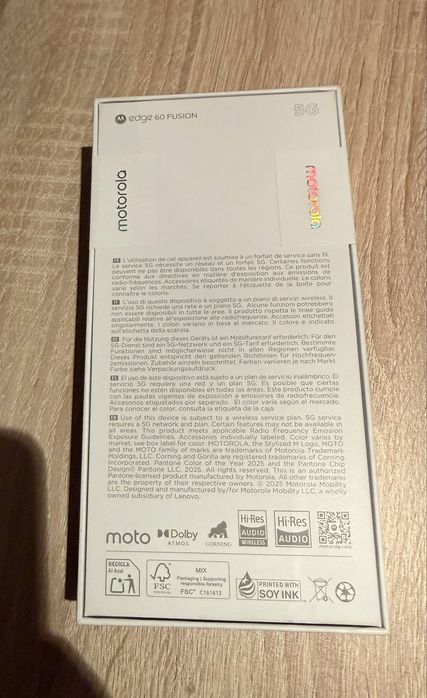 edge 60 FUSION
5G
motorola
motorola
FR L'utilisation de cet appareil est soumise à un forfait de service sans fil.
Le service 5G nécessite un réseau et un forfait 5G. Certaines fonctions
peuvent ne pas être disponibles dans toutes les régions. Ce produit est
conforme aux directives en matière d'exposition aux émissions de
radio-fréquences. Accessoires étiquetés de manière individuelle. Le coloris
varie selon les marchés. Se reporter à l'étiquette de la boîte pour
connaître le coloris.
IT L'uso di questo dispositivo è soggetto a un piano di servizi wireless. Il
servizio 5G richiede una rete e un piano 5G. Alcune funzioni potrebbero
non essere disponibili in tutte le aree. Il prodotto rispetta le linee guida
applicabili relative all'esposizione alle radiofrequenze. Accessori etichettati
singolarmente. I colori variano in base al mercato. Il colore è indicato
sull'etichetta della scatola.
DE Für die Nutzung dieses Geräts ist ein Mobilfunktarif erforderlich. Für den
5G-Dienst sind ein 5G-Netzwerk und ein 5G-Tarif erforderlich. Bestimmte
Funktionen sind möglicherweise nicht in allen Regionen verfügbar.
Dieses Produkt entspricht den geltenden Richtlinien für Hochfrequen-
zemissionen. Zubehör einzeln beschriftet. Farben variieren je nach Markt.
Farbe siehe Verpackungsaufdruck.
ES El uso de este dispositivo está sujeto a un plan de servicio inalámbrico. El
servicio 5G requiere una red y un plan 5G. Es posible que ciertas
funciones no estén disponibles en todas las áreas. Este producto cumple
con las pautas vigentes de exposición a emisiones de radiofrecuencia.
Accesorios etiquetados por separado. El color varía según el mercado.
Para conocer el color, consulta la etiqueta de la caja.
EN Use of this device is subject to a wireless service plan. 5G service
requires a 5G network and plan. Certain features may not be available in
all areas. This product meets applicable Radio Frequency Emission
Exposure Guidelines. Accessories individually labeled. Color varies by
market, see box label for color. MOTOROLA, the Stylized M Logo, MOTO
and the MOTO family of marks are trademarks of Motorola Trademark
Holdings, LLC. Corning and Gorilla are registered trademarks of Corning
Incorporated. Pantone Color of the Year 2025 and the Pantone Chip
Design© Pantone LLC, 2025. All rights reserved. This is an authorized
Pantone-licensed product manufactured by Motorola. All other trademarks
are the property of their respective owners. © 2025 Motorola Mobility
LLC. Designed and manufactured by/for Motorola Mobility LLC, a wholly
owned subsidiary of Lenovo.
moto
Dolby
ATMOS
CORNING
Hi-Res
AUDIO
WIRELESS
Hi-Res
AUDIO
motorola.com
RECICLA
Al Azul
FSC
www.fsc.org
MIX
Packaging | Supporting
responsible forestry
FSC® C161613
PRINTED WITH
SOY INK